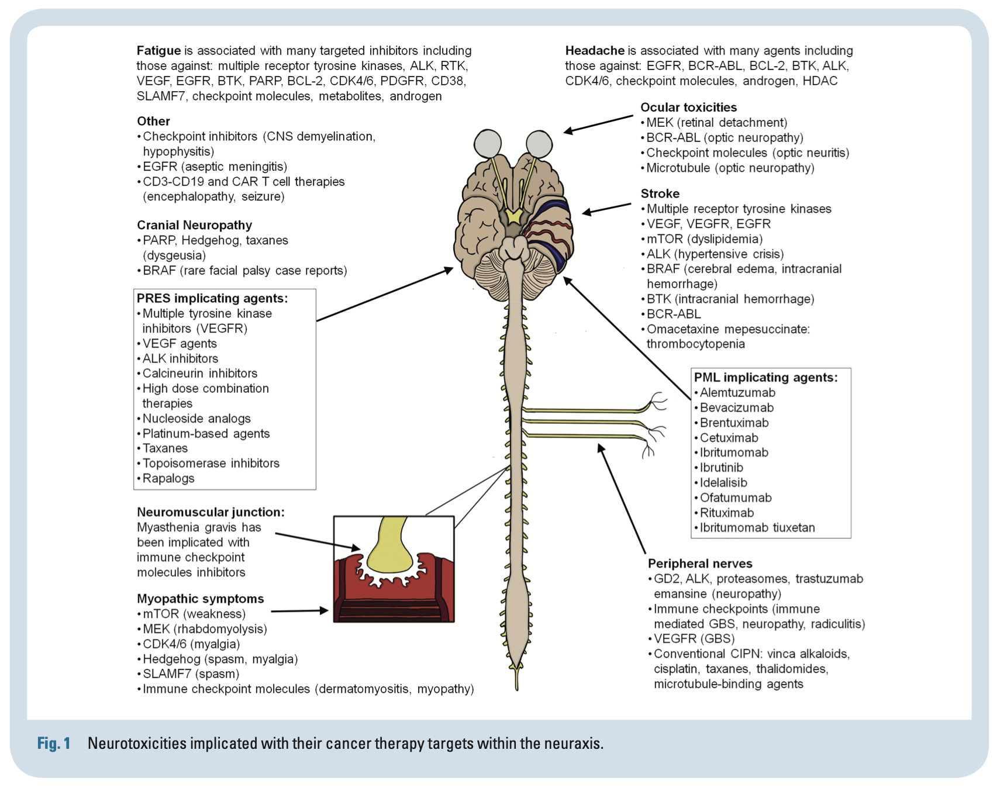 Fatigue is associated with many targeted inhibitors including
those against: multiple receptor tyrosine kinases, ALK, RTK,
VEGF, EGFR, BTK, PARP, BCL-2, CDK4/6, PDGFR, CD38,
SLAMF7, checkpoint molecules, metabolites, androgen
Headache is associated with many agents including
those against: EGFR, BCR-ABL, BCL-2, BTK, ALK,
CDK4/6, checkpoint molecules, androgen, HDAC
Other
•Checkpoint inhibitors (CNS demyelination,
hypophysitis)
•EGFR (aseptic meningitis)
•CD3-CD19 and CAR T cell therapies
(encephalopathy, seizure)
Cranial Neuropathy
•PARP, Hedgehog, taxanes
(dysgeusia)
•BRAF (rare facial palsy case reports)
PRES implicating agents:
•Multiple tyrosine kinase
inhibitors (VEGFR)
•VEGF agents
•ALK inhibitors
•Calcineurin inhibitors
•High dose combination
therapies
•Nucleoside analogs
•Platinum-based agents
•Taxanes
•Topoisomerase inhibitors
•Rapalogs
Neuromuscular junction:
Myasthenia gravis has
been implicated with
immune checkpoint
molecules inhibitors
Myopathic symptoms
•mTOR (weakness)
•MEK (rhabdomyolysis)
•CDK4/6 (myalgia)
•Hedgehog (spasm, myalgia)
•SLAMF7 (spasm)
•Immune checkpoint molecules (dermatomyositis, myopathy)
Ocular toxicities
•MEK (retinal detachment)
•BCR-ABL (optic neuropathy)
•Checkpoint molecules (optic neuritis)
•Microtubule (optic neuropathy)
Stroke
•Multiple receptor tyrosine kinases
•VEGF, VEGFR, EGFR
•mTOR (dyslipidemia)
•ALK (hypertensive crisis)
•BRAF (cerebral edema, intracranial
hemorrhage)
•BTK (intracranial hemorrhage)
•BCR-ABL
•Omacetaxine mepesuccinate:
thrombocytopenia
PML implicating agents:
•Alemtuzumab
•Bevacizumab
•Brentuximab
•Cetuximab
•Ibritumomab
•Ibrutinib
•Idelalisib
•Ofatumumab
•Rituximab
•Ibritumomab tiuxetan
Peripheral nerves
•GD2, ALK, proteasomes, trastuzumab
emansine (neuropathy)
•Immune checkpoints (immune
mediated GBS, neuropathy, radiculitis)
•VEGFR (GBS)
•Conventional CIPN: vinca alkaloids,
cisplatin, taxanes, thalidomides,
microtubule-binding agents
Fig. 1 Neurotoxicities implicated with their cancer therapy targets within the neuraxis.